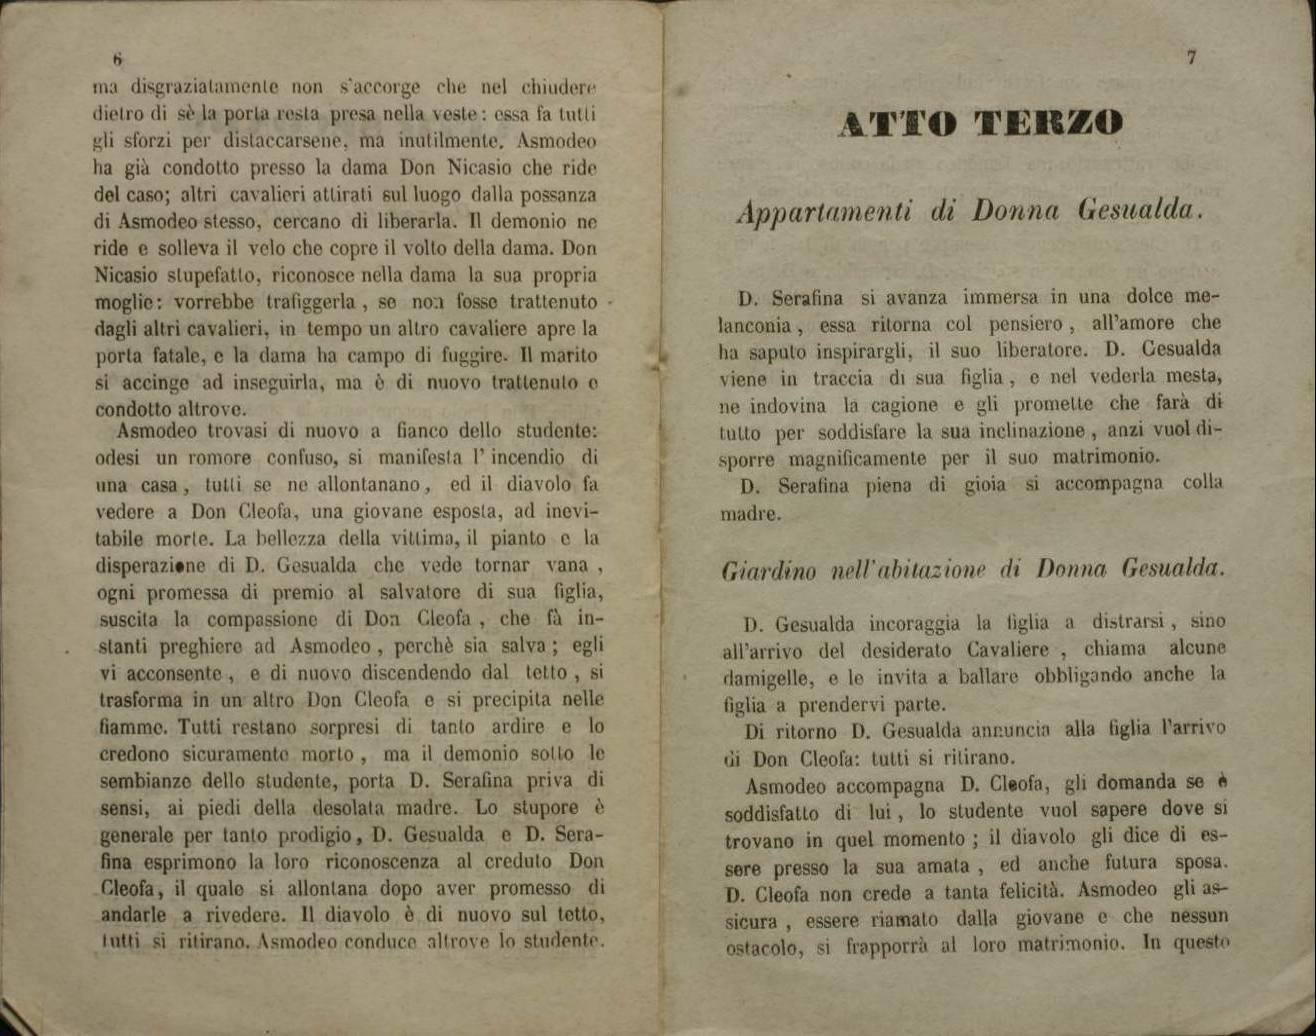 6
ma disgraziatamente non s'accorge che nel chiudere
dietro di sè la porta resta presa nella veste: essa fa tutti
gli sforzi per distaccarsene, ma inutilmente. Asmodeo
ha già condotto presso la dama Don Nicasio che ride
del caso; altri cavalieri attirati sul luogo dalla possanza
di Asmodeo stesso, cercano di liberarla. Il demonio ne
ride e solleva il velo che copre il volto della dama. Don
Nicasio stupefatto, riconosce nella dama la sua propria
moglie: vorrebbe trafiggerla, se non fosse trattenuto
dagli altri cavalieri, in tempo un altro cavaliere apre la
porta fatale, e la dama ha campo di fuggire. Il marito
si accinge ad inseguirla, ma è di nuovo trattenuto e
condotto altrove.
Asmodeo trovasi di nuovo a fianco dello studente:
odesi un romore confuso, si manifesta l'incendio di
una casa, tutti se ne allontanano, ed il diavolo fa
vedere a Don Cleofa, una giovane esposta, ad inevi-
tabile morte. La bellezza della vittima, il pianto e la
disperazione di D. Gesualda che vede tornar vana,
ogni promessa di premio al salvatore di sua figlia,
suscita la compassione di Don Cleofa, che fà in-
stanti preghiere ad Asmodeo, perchè sia salva; egli
vi acconsente, e di nuovo discendendo dal tetto, si
trasforma in un altro Don Cleofa e si precipita nelle
fiamme. Tutti restano sorpresi di tanto ardire e lo
credono sicuramente morto, ma il demonio sotto le
sembianze dello studente, porta D. Serafina priva di
sensi, ai piedi della desolata madre. Lo stupore è
generale per tanto prodigio, D. Gesualda e D. Sera-
fina esprimono la loro riconoscenza al creduto Don
Cleofa, il quale si allontana dopo aver promesso di
andarle a rivedere. Il diavolo è di nuovo sul tetto,
tutti si ritirano. Asmodeo conduce altrove lo studente.
7
ATTO TERZO
Appartamenti di Donna Gesualda.
D. Serafina si avanza immersa in una dolce me-
lanconia, essa ritorna col pensiero, all'amore che
ha saputo inspirargli, il suo liberatore. D. Gesualda
viene in traccia di sua figlia, e nel vederla mesta,
ne indovina la cagione e gli promette che farà di
tutto per soddisfare la sua inclinazione, anzi vuol di-
sporre magnificamente per il suo matrimonio.
D. Serafina piena di gioia si accompagna colla
madre.
Giardino nell'abitazione di Donna Gesualda.
D. Gesualda incoraggia la figlia a distrarsi, sino
all'arrivo del desiderato Cavaliere, chiama alcune
damigelle, e le invita a ballare obbligando anche la
figlia a prendervi parte.
Di ritorno D. Gesualda annuncia alla figlia l'arrivo
di Don Cleofa: tutti si ritirano.
Asmodeo accompagna D. Cleofa, gli domanda se è
soddisfatto di lui, lo studente vuol sapere dove si
trovano in quel momento; il diavolo gli dice di es-
sere presso la sua amata, ed anche futura sposa.
D. Cleofa non crede a tanta felicità. Asmodeo gli as-
sicura, essere riamato dalla giovane e che nessun
ostacolo, si frapporrà al loro matrimonio. In questo